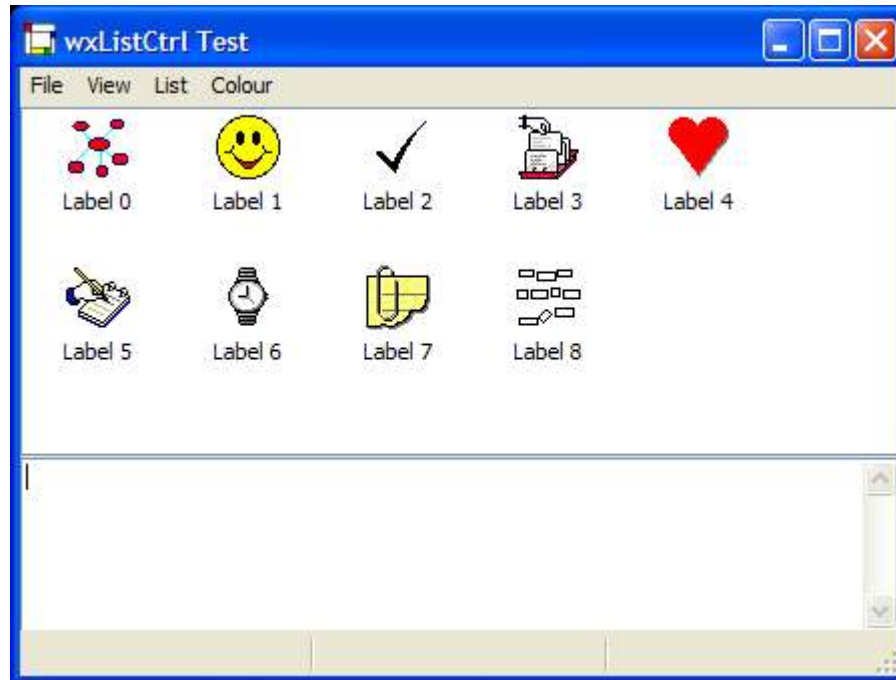 wxListCtrl Test
File View List Colour
Label 0 Label 1 Label 2 Label 3 Label 4
Label 5 Label 6 Label 7 Label 8